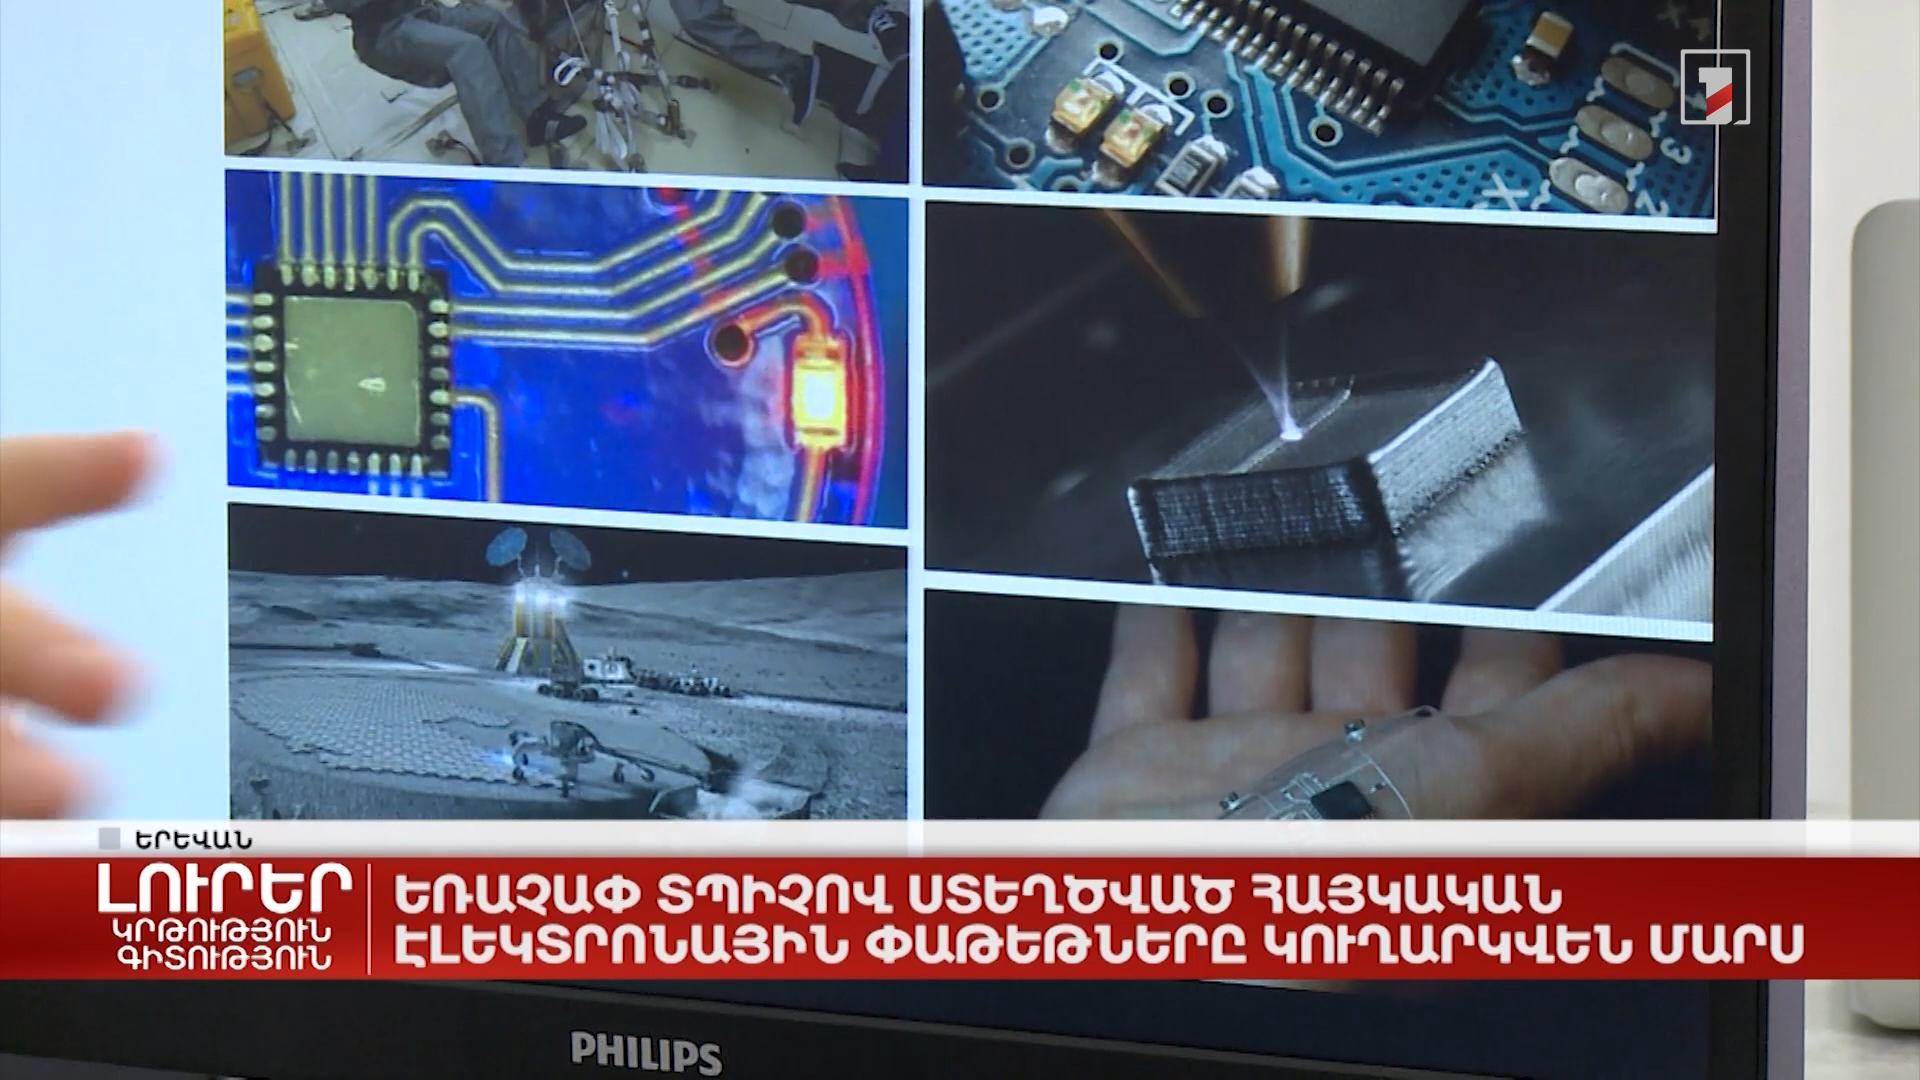 ԵՐԵՎԱՆ
ԼՈՒՐԵՐ
ԿՐԹՈՒԹՅՈՒՆ
ԳԻՏՈՒԹՅՈՒՆ
ԵՌԱՉԱՓ ՏՊԻՉՈՎ ՍՏԵՂԾՎԱԾ ՀԱՅԿԱԿԱՆ
ԷԼԵԿՏՐՈՆԱՅԻՆ ՓԱԹԵԹՆԵՐԸ ԿՈՒՂԱՐԿՎԵՆ ՄԱՐՍ
PHILIPS